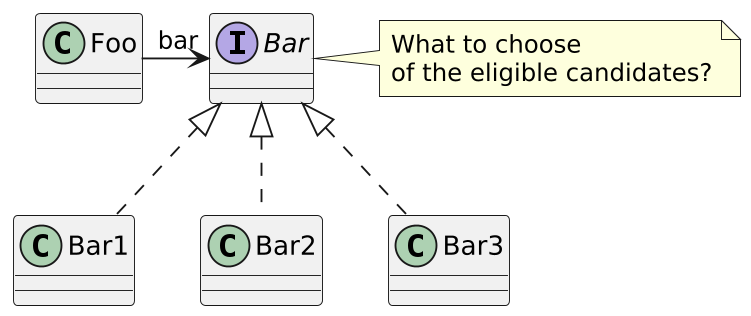 C Foo
bar
I Bar
What to choose
of the eligible candidates?
C Bar1
C Bar2
C Bar3